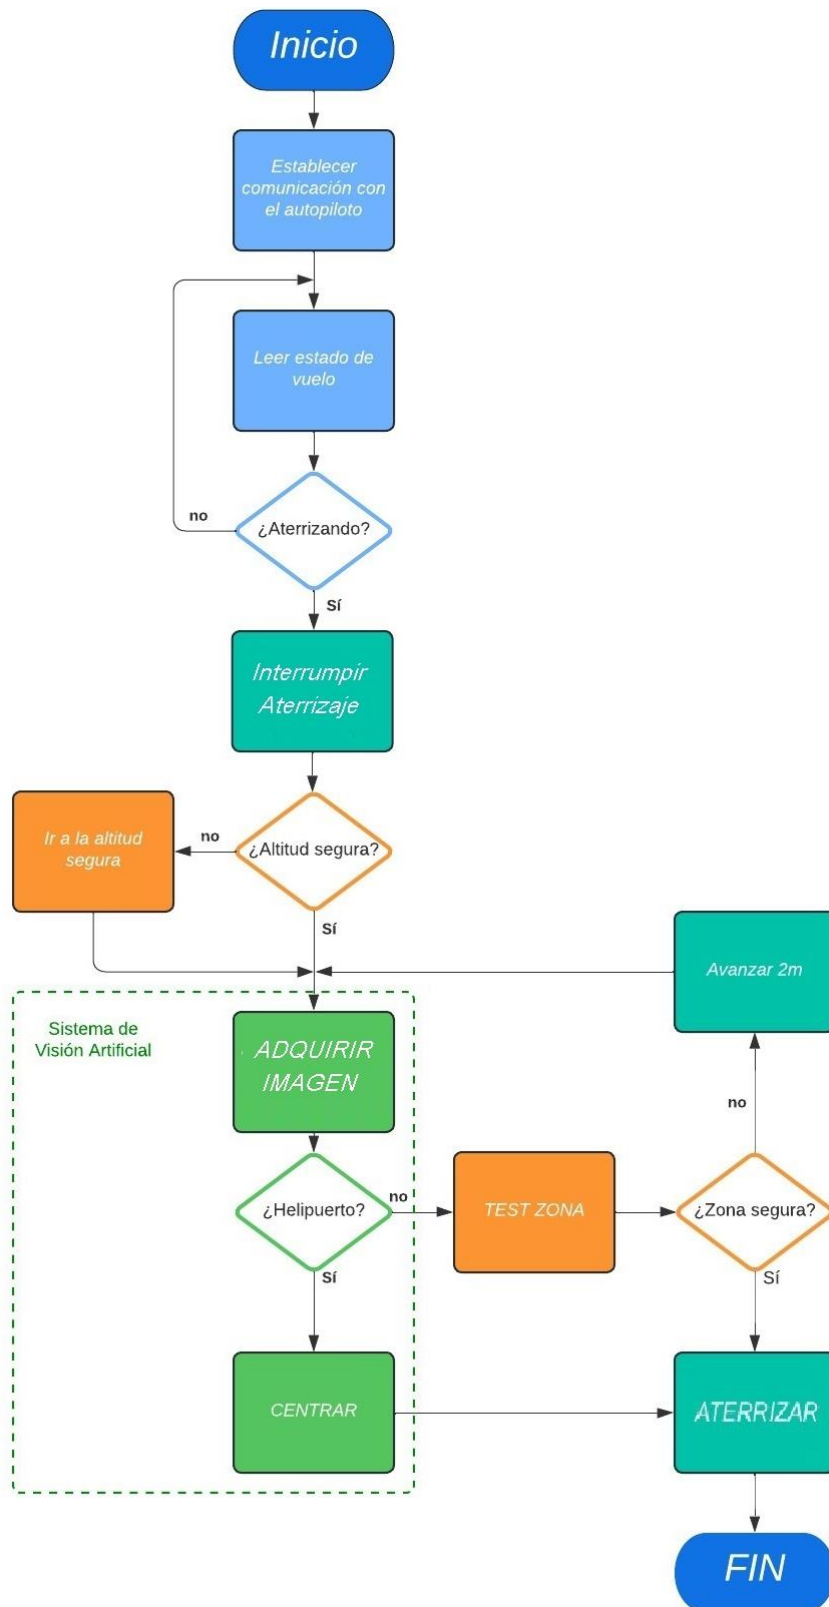 Inicio
Establecer
comunicación con
el autopiloto
Leer estado de
vuelo
¿Aterrizando?
no
Sí
Interrumpir
Aterrizaje
¿Altitud segura?
no
Ir a la altitud
segura
Sí
Avanzar 2m
Sistema de
Visión Artificial
ADQUIRIR
IMAGEN
no
¿Helipuerto?
no
TEST ZONA
¿Zona segura?
Sí
Sí
CENTRAR
ATERRIZAR
FIN